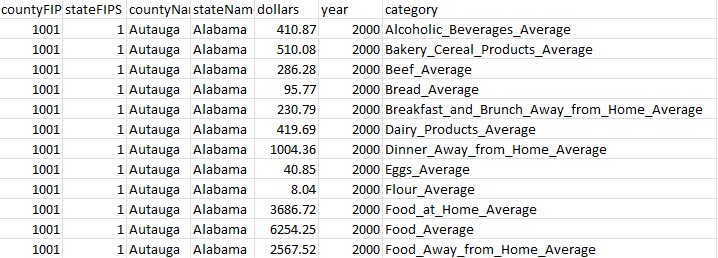 countyFIP stateFIPS countyNa stateNam dollars year category
1001 1 Autauga Alabama 410.87 2000 Alcoholic_Beverages_Average
1001 1 Autauga Alabama 510.08 2000 Bakery_Cereal_Products_Average
1001 1 Autauga Alabama 286.28 2000 Beef_Average
1001 1 Autauga Alabama 95.77 2000 Bread_Average
1001 1 Autauga Alabama 230.79 2000 Breakfast_and_Brunch_Away_from_Home_Average
1001 1 Autauga Alabama 419.69 2000 Dairy_Products_Average
1001 1 Autauga Alabama 1004.36 2000 Dinner_Away_from_Home_Average
1001 1 Autauga Alabama 40.85 2000 Eggs_Average
1001 1 Autauga Alabama 8.04 2000 Flour_Average
1001 1 Autauga Alabama 3686.72 2000 Food_at_Home_Average
1001 1 Autauga Alabama 6254.25 2000 Food_Average
1001 1 Autauga Alabama 2567.52 2000 Food_Away_from_Home_Average